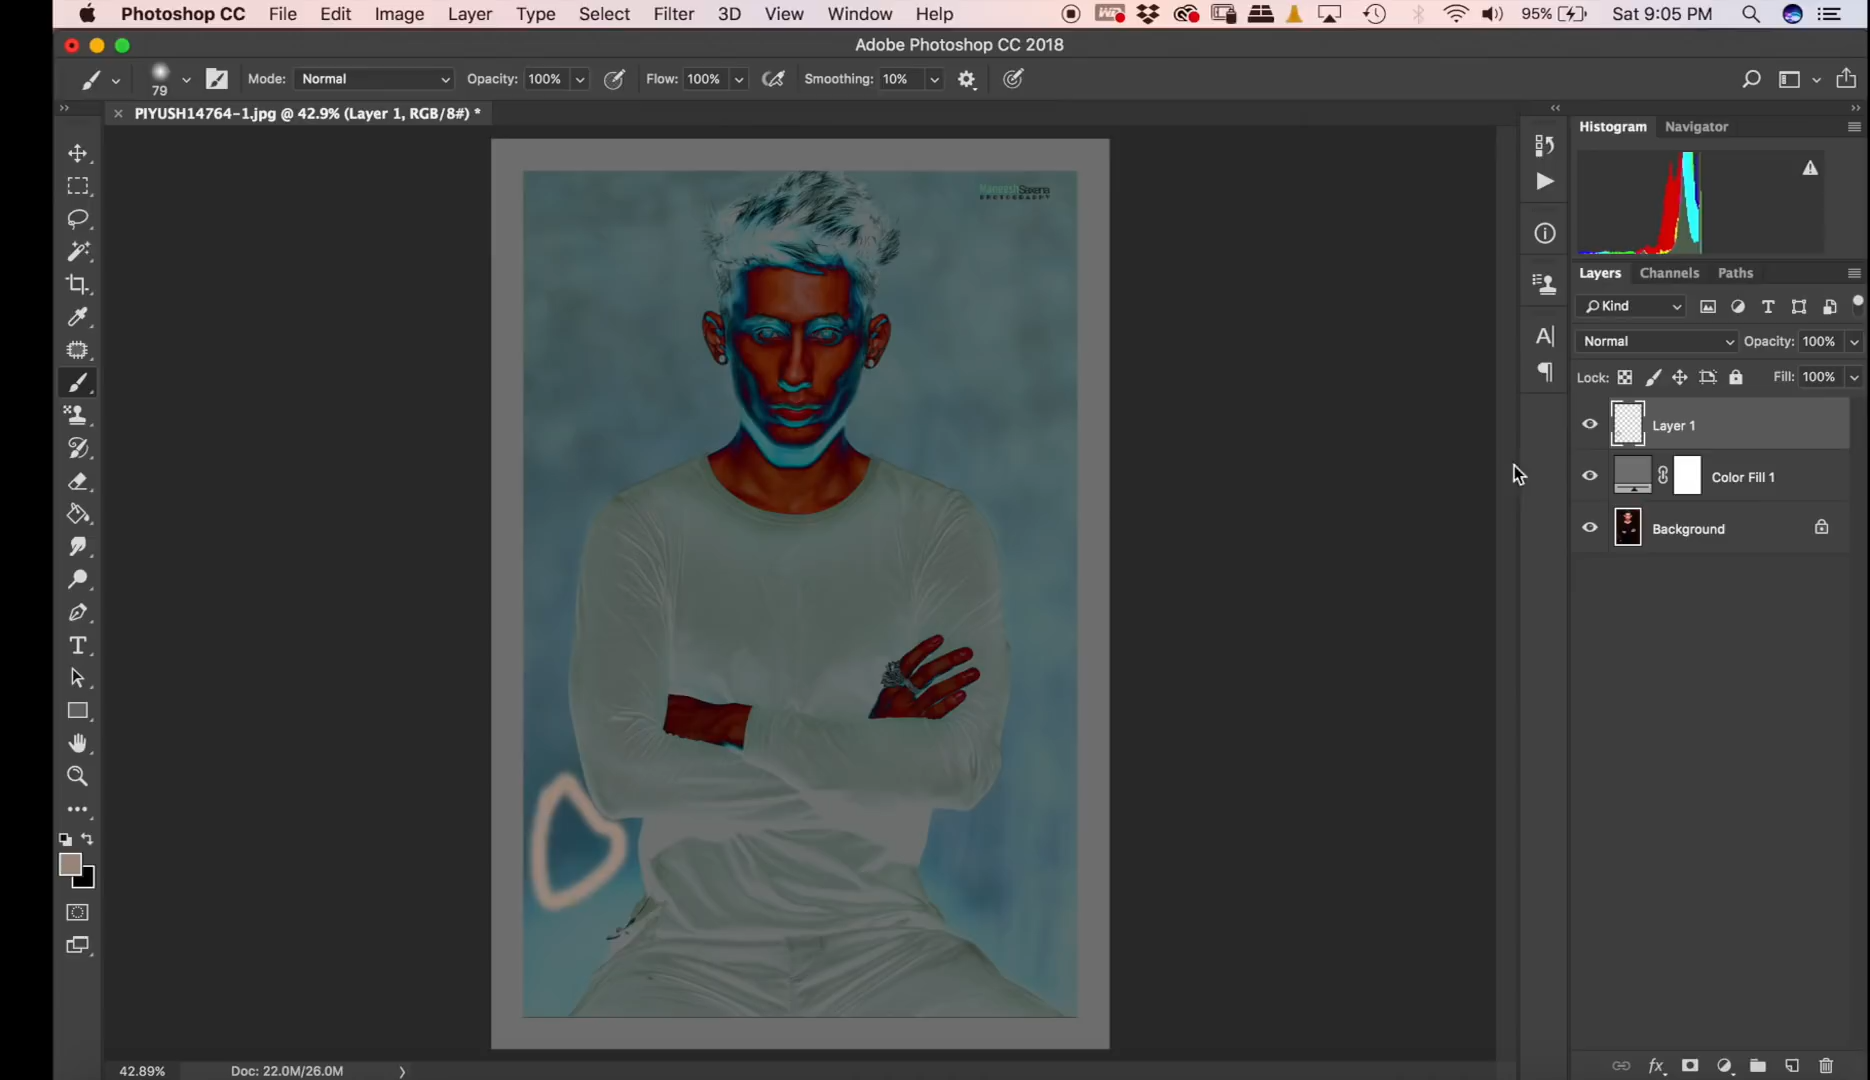 Photoshop CC File Edit Image Layer Type Select Filter 3D View Window Help 95% Sat 9:05 PM
Adobe Photoshop CC 2018
79 Mode: Normal Opacity: 100% Flow: 100% Smoothing: 10%
PIYUSH14764-1.jpg @ 42.9% (Layer 1, RGB/8#) *
Histogram Navigator
Saxena
PHOTOGRAPHY
Layers Channels Paths
Kind
Normal Opacity: 100%
Lock: Fill: 100%
Layer 1
Color Fill 1
Background
42.89% Doc: 22.0M/26.0M